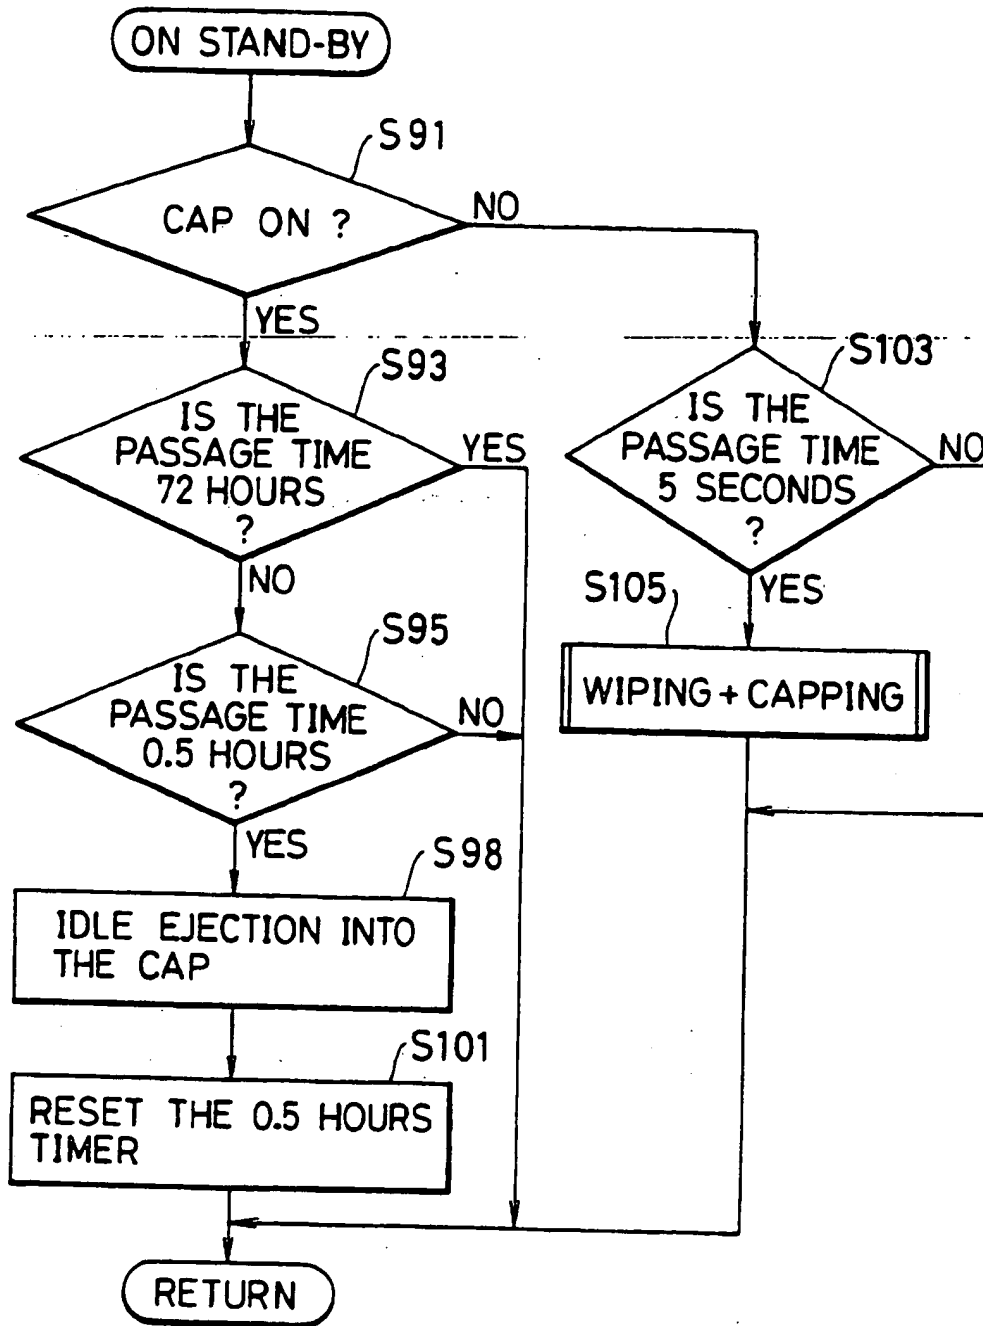 ON STAND-BY
S91
CAP ON ?
NO
YES
S93
IS THE
PASSAGE TIME
72 HOURS
?
YES
NO
S103
IS THE
PASSAGE TIME
5 SECONDS
?
NO
YES
S105
WIPING + CAPPING
S95
IS THE
PASSAGE TIME
0.5 HOURS
?
NO
YES
S98
IDLE EJECTION INTO
THE CAP
S101
RESET THE 0.5 HOURS
TIMER
RETURN